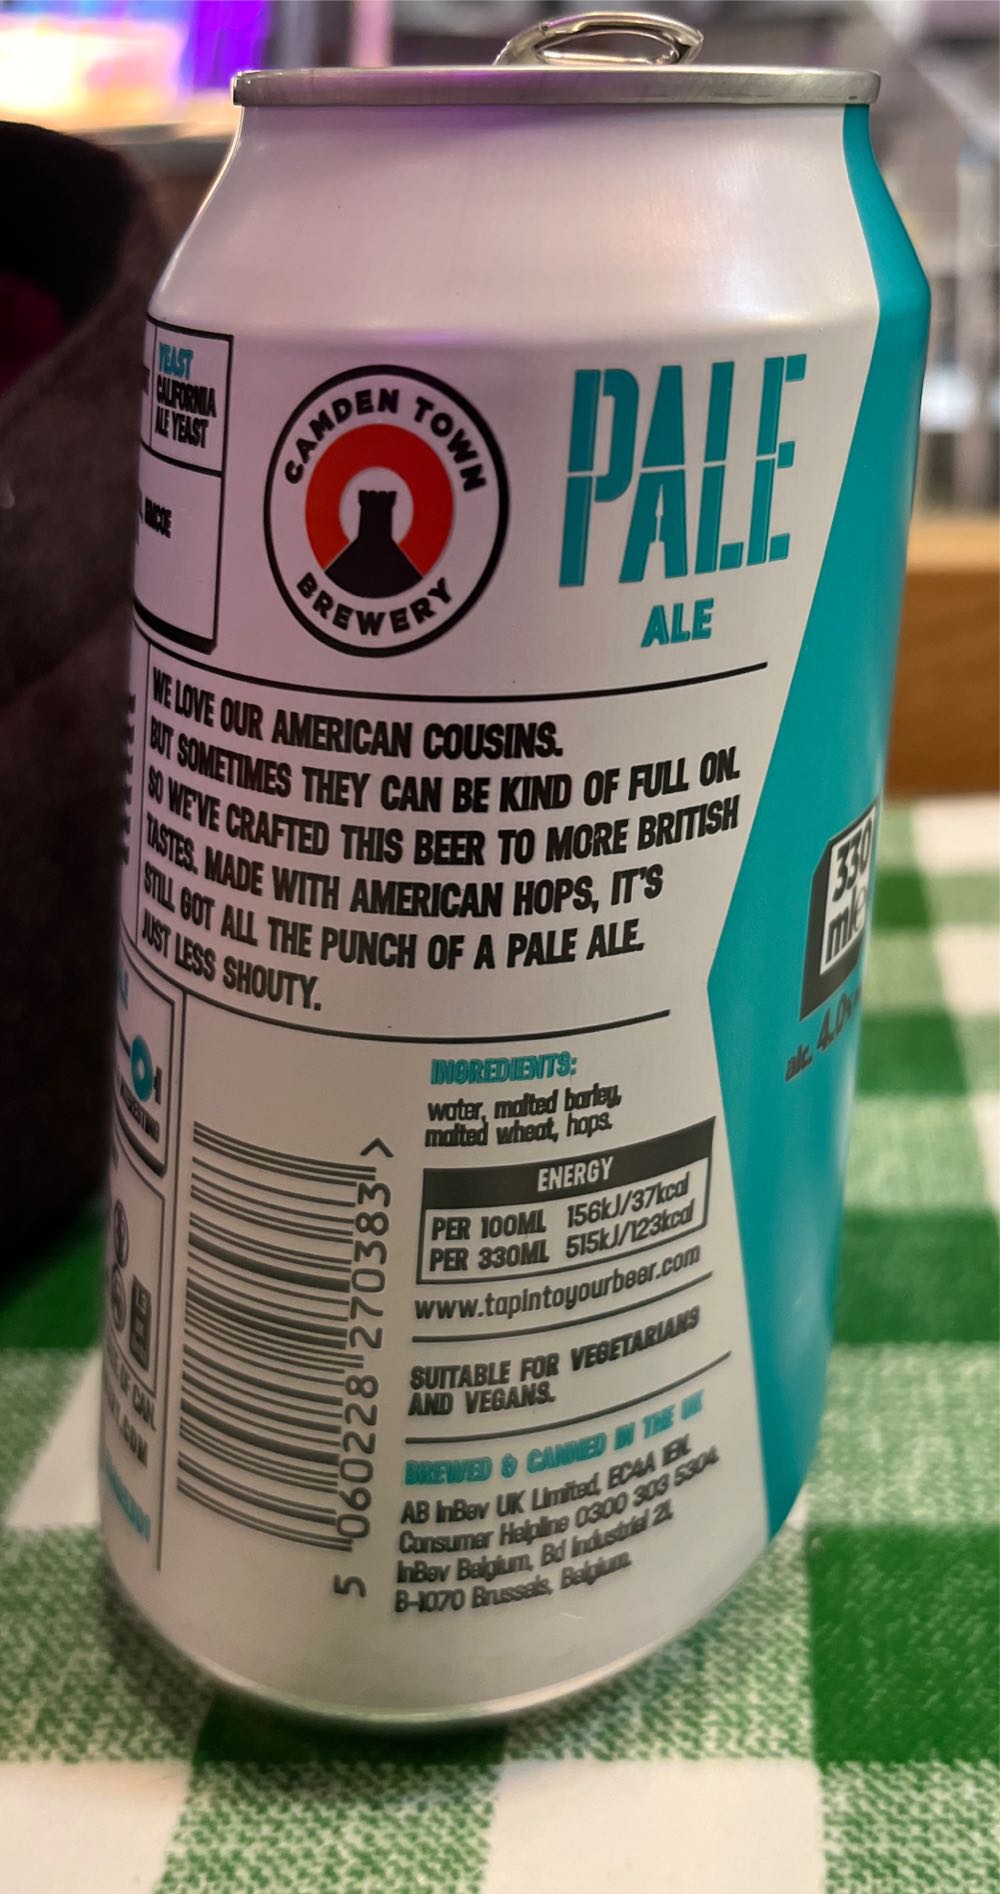 YEAST
CALIFORNIA
ALE YEAST
CAMDEN TOWN
BREWERY
PALE
ALE
WE LOVE OUR AMERICAN COUSINS.
BUT SOMETIMES THEY CAN BE KIND OF FULL ON.
SO WE'VE CRAFTED THIS BEER TO MORE BRITISH
TASTES. MADE WITH AMERICAN HOPS, IT'S
STILL GOT ALL THE PUNCH OF A PALE ALE.
JUST LESS SHOUTY.
330
ml e
alc. 4.0%
INGREDIENTS:
water, malted barley,
malted wheat, hops.
ENERGY
PER 100ML 156kJ/37kcal
PER 330ML 515kJ/123kcal
www.tapintoyourbeer.com
SUITABLE FOR VEGETARIANS
AND VEGANS.
BREWED & CANNED IN THE UK
AB InBev UK Limited, EC4A 1EN.
Consumer Helpline 0300 303 5304
InBev Belgium, Bd Industriel 21,
B-1070 Brussels, Belgium.
5 060228 270383 >
OF CAN